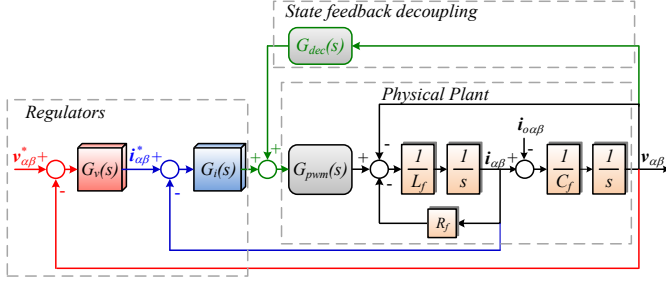 State feedback decoupling
G_dec(s)
Physical Plant
Regulators
i_oαβ
v*_αβ + - G_v(s) i*_αβ + - G_i(s) + + G_pwm(s) + - - 1/L_f 1/s i_αβ + - 1/C_f 1/s v_αβ
R_f